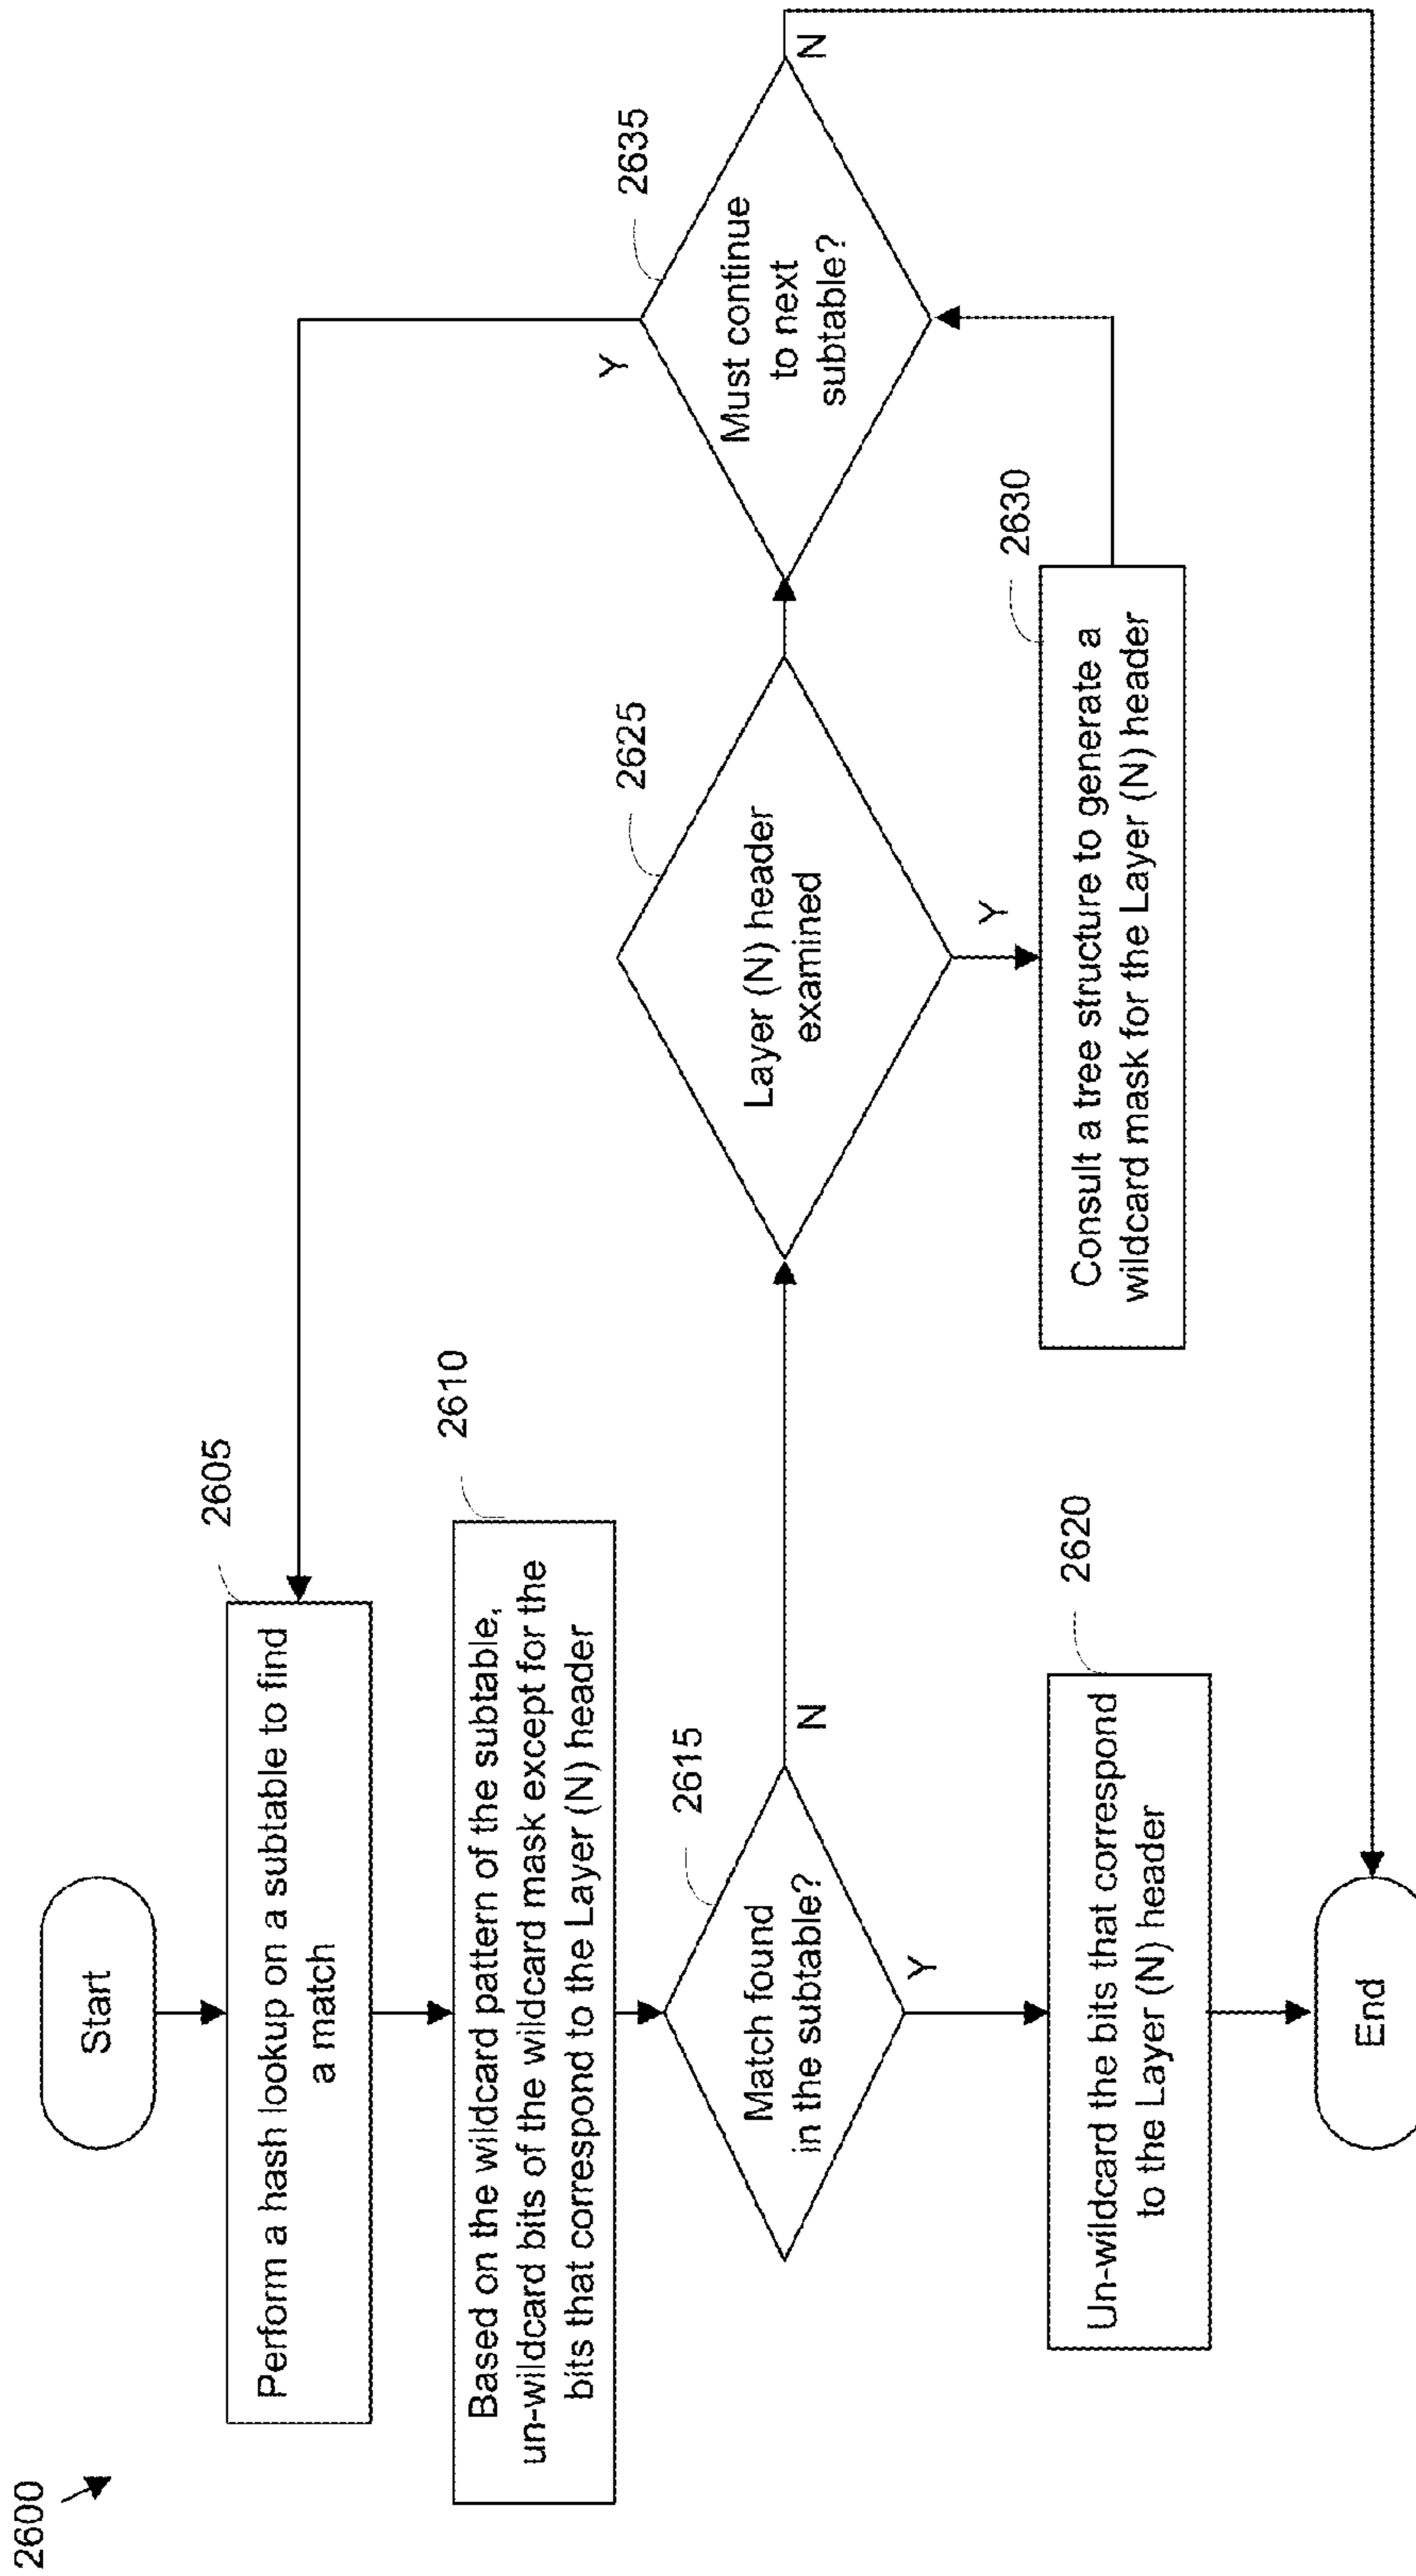 2600
Start
2605
Perform a hash lookup on a subtable to find
a match
2610
Based on the wildcard pattern of the subtable,
un-wildcard bits of the wildcard mask except for the
bits that correspond to the Layer (N) header
2615
Match found
in the subtable?
N
Y
2620
Un-wildcard the bits that correspond
to the Layer (N) header
End
2625
Layer (N) header
examined
Y
2630
Consult a tree structure to generate a
wildcard mask for the Layer (N) header
2635
Must continue
to next
subtable?
Y
N